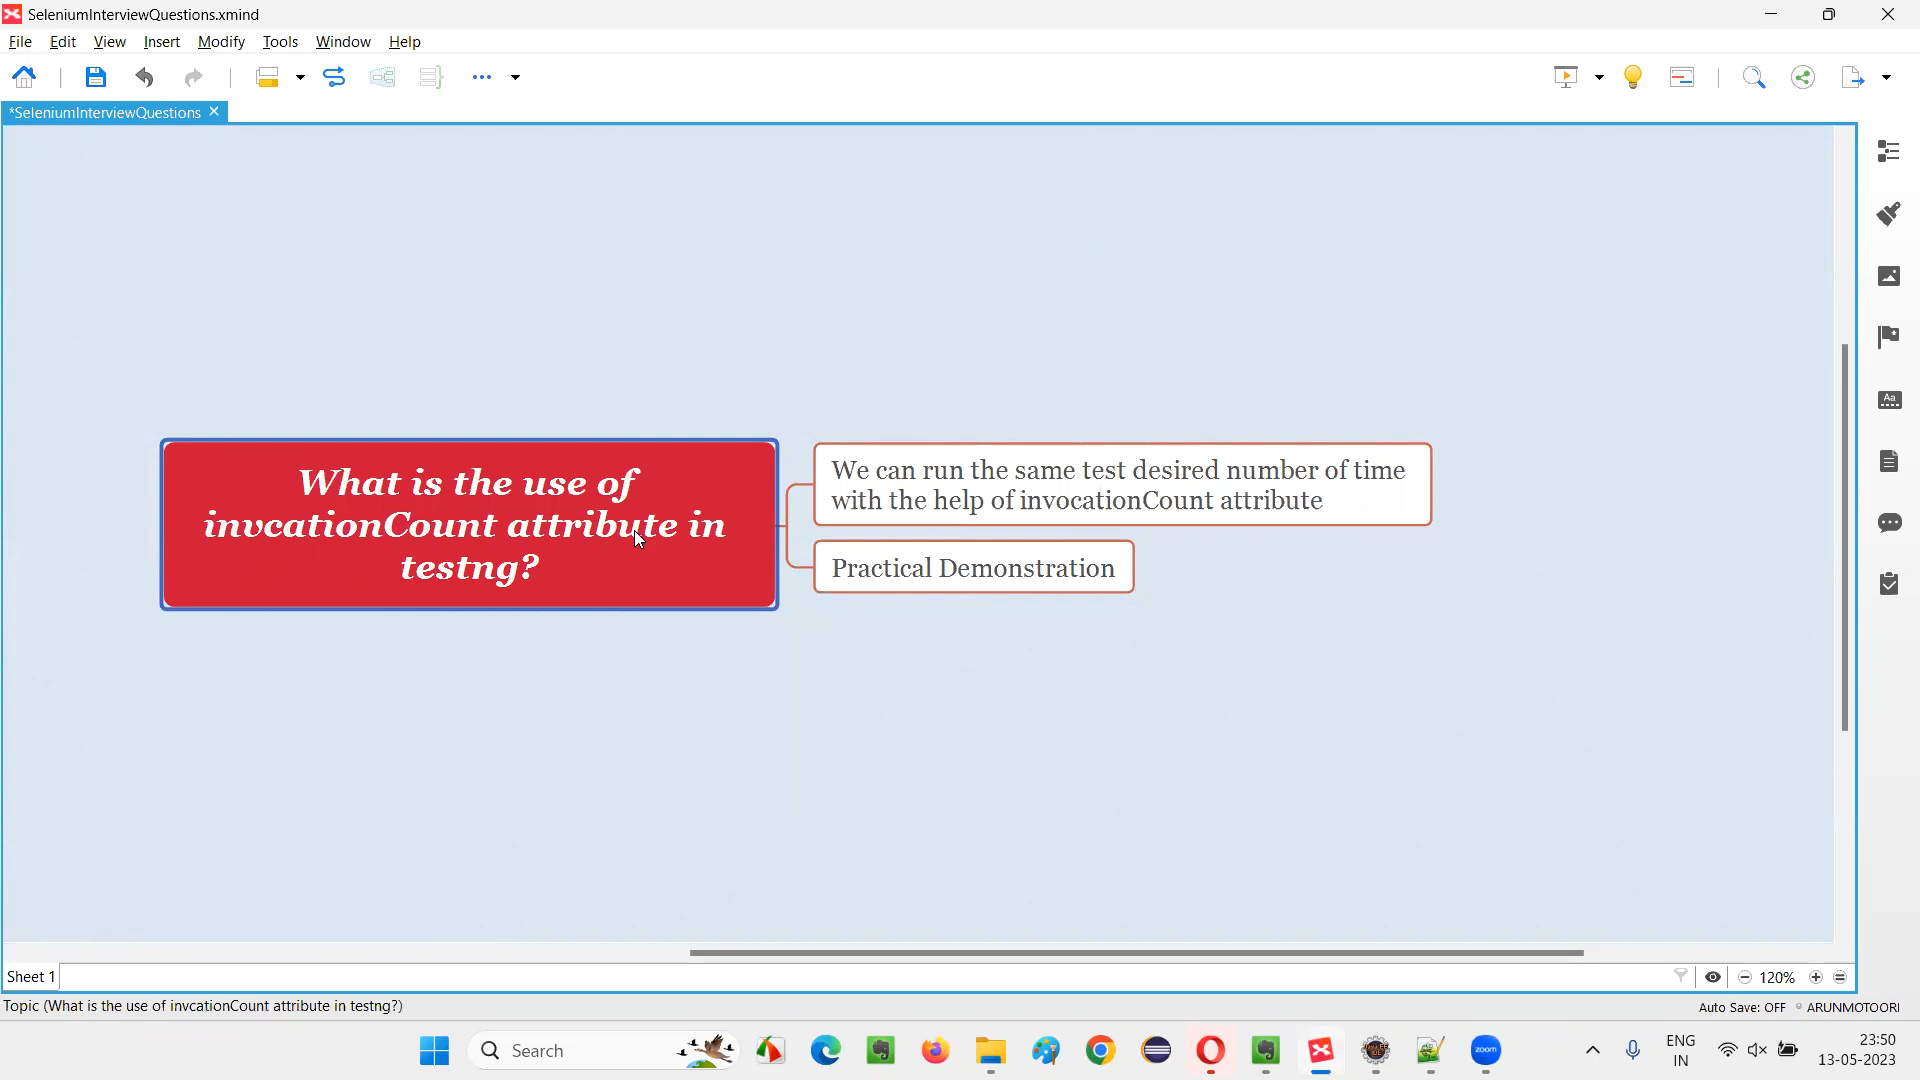 SeleniumInterviewQuestions.xmind
File Edit View Insert Modify Tools Window Help
*SeleniumInterviewQuestions
What is the use of
invcationCount attribute in
testng?
We can run the same test desired number of time
with the help of invocationCount attribute
Practical Demonstration
Aa
Sheet 1
120%
Topic (What is the use of invcationCount attribute in testng?)
Auto Save: OFF
ARUNMOTOORI
Search
zoom
ENG
IN
23:50
13-05-2023